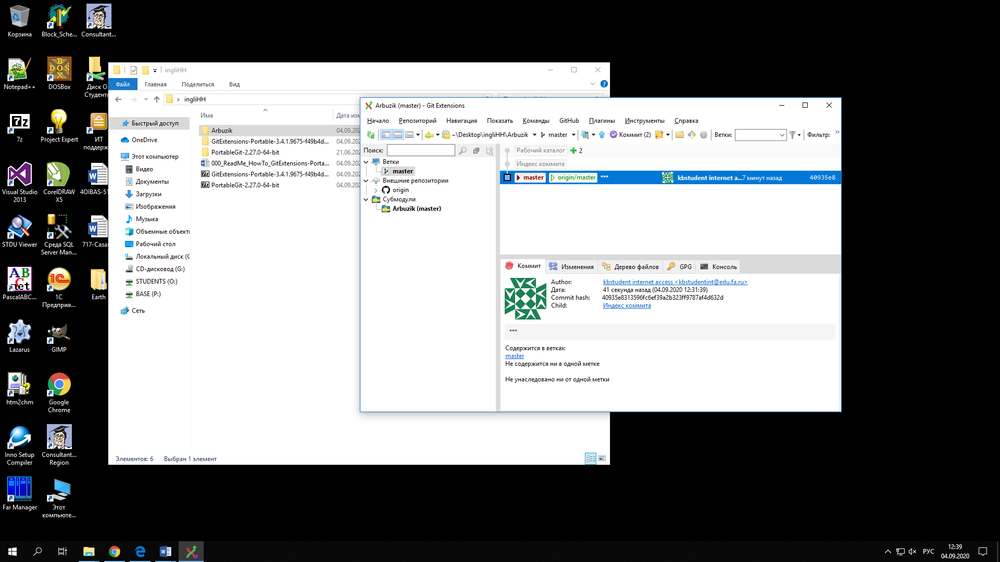 Корзина
Block_Sche...
Consultant...
Notepad++
DOSBox
Диск О
Студенты
7z
Project Expert
ИТ
поддерж
Visual Studio
2013
CorelDRAW
X5
4OIBAS-51
STDU Viewer
Среда SQL
Server Man...
717-Сазан
PascalABC...
1С
Предприя...
Earth
Lazarus
GIMP
htm2chm
Google
Chrome
Inno Setup
Compiler
Consultant...
Region
Far Manager
Этот
компьюте...
ingliHH
Файл
Главная
Поделиться
Вид
ingliHH
Имя
Дата изм
Быстрый доступ
OneDrive
Этот компьютер
Видео
Документы
Загрузки
Изображения
Музыка
Объемные объекты
Рабочий стол
Локальный диск (C
CD-дисковод (G:)
STUDENTS (O:)
BASE (P:)
Сеть
Arbuzik 04.09.202
GitExtensions-Portable-3.4.1.9675-f49b4d... 04.09.202
PortableGit-2.27.0-64-bit 21.06.202
000_ReadMe_HowTo_GitExtensions-Porta... 04.09.202
GitExtensions-Portable-3.4.1.9675-f49b4d... 04.09.202
PortableGit-2.27.0-64-bit 04.09.202
Элементов: 6
Выбран 1 элемент
Arbuzik (master) - Git Extensions
Начало Репозиторий Навигация Показать Команды GitHub Плагины Инструменты Справка
~\Desktop\ingliHH\Arbuzik master Коммит (2) Ветки: Фильтр: »
Поиск:
Ветки
master
Внешние репозитории
origin
Субмодули
Arbuzik (master)
Рабочий каталог 2
Индекс коммита
master origin/master *** kbstudent internet a... 7 минут назад 40935e8
Коммит Изменения Дерево файлов GPG Консоль
Author: kbstudent internet access <kbstudentint@edu.fa.ru>
Дата: 41 секунда назад (04.09.2020 12:31:39)
Commit hash: 40935e8313596fc6ef39a2b323ff9787af4d632d
Child: Индекс коммита
***
Содержится в ветках:
master
Не содержится ни в одной метке
Не унаследовано ни от одной метки
РУС
12:39
04.09.2020